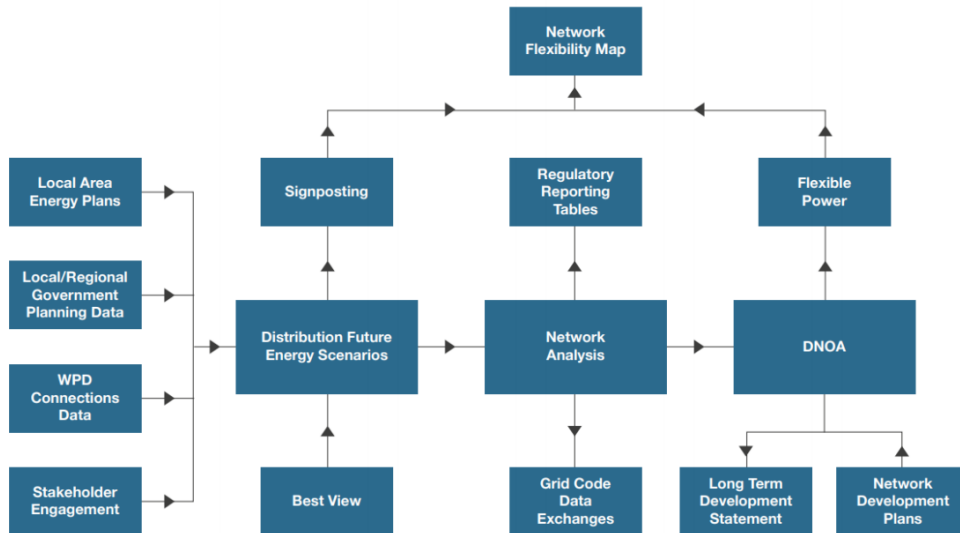 Network
Flexibility Map
Local Area
Energy Plans
Signposting
Regulatory
Reporting
Tables
Flexible
Power
Local/Regional
Government
Planning Data
Distribution Future
Energy Scenarios
Network
Analysis
DNOA
WPD
Connections
Data
Stakeholder
Engagement
Best View
Grid Code
Data
Exchanges
Long Term
Development
Statement
Network
Development
Plans